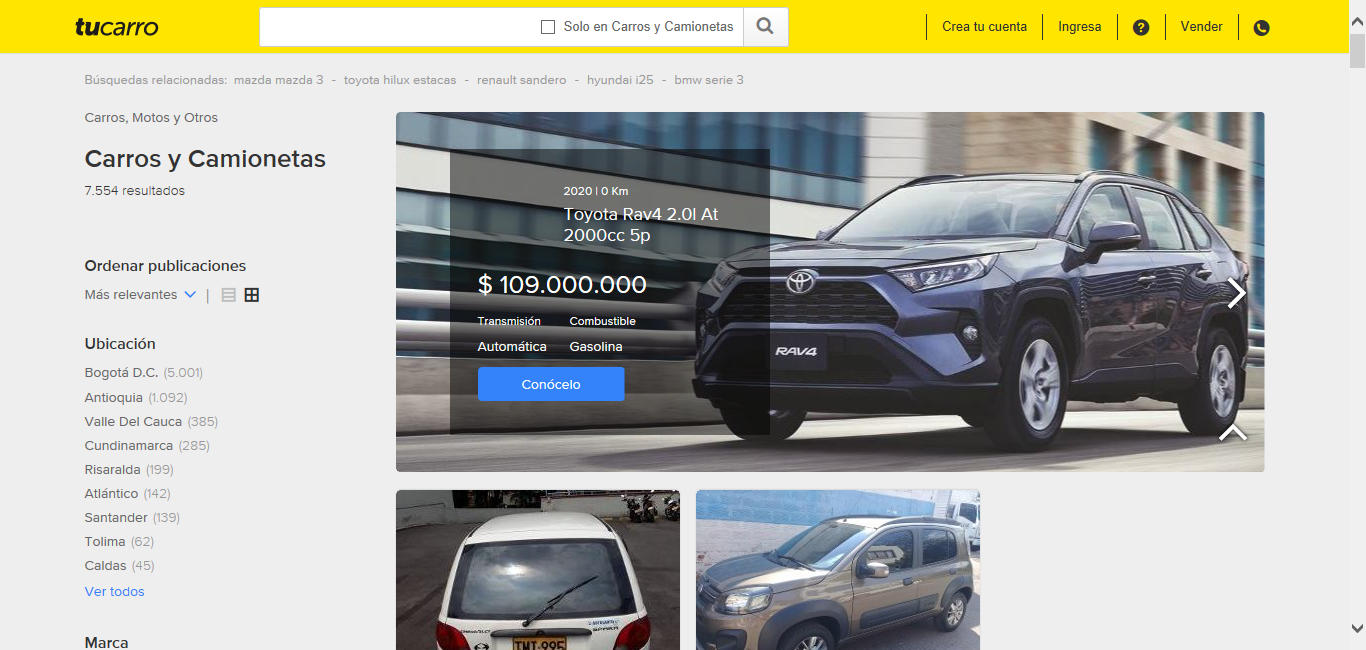 tucarro
Solo en Carros y Camionetas
Crea tu cuenta
Ingresa
?
Vender
Búsquedas relacionadas: mazda mazda 3 - toyota hilux estacas - renault sandero - hyundai i25 - bmw serie 3
Carros, Motos y Otros
Carros y Camionetas
7.554 resultados
Ordenar publicaciones
Más relevantes |
Ubicación
Bogotá D.C. (5.001)
Antioquia (1.092)
Valle Del Cauca (385)
Cundinamarca (285)
Risaralda (199)
Atlántico (142)
Santander (139)
Tolima (62)
Caldas (45)
Ver todos
Marca
2020 | 0 Km
Toyota Rav4 2.0l At
2000cc 5p
$ 109.000.000
Transmisión Combustible
Automática Gasolina
Conócelo
RAV4
CHEVROLET
SPARK
TMI-995